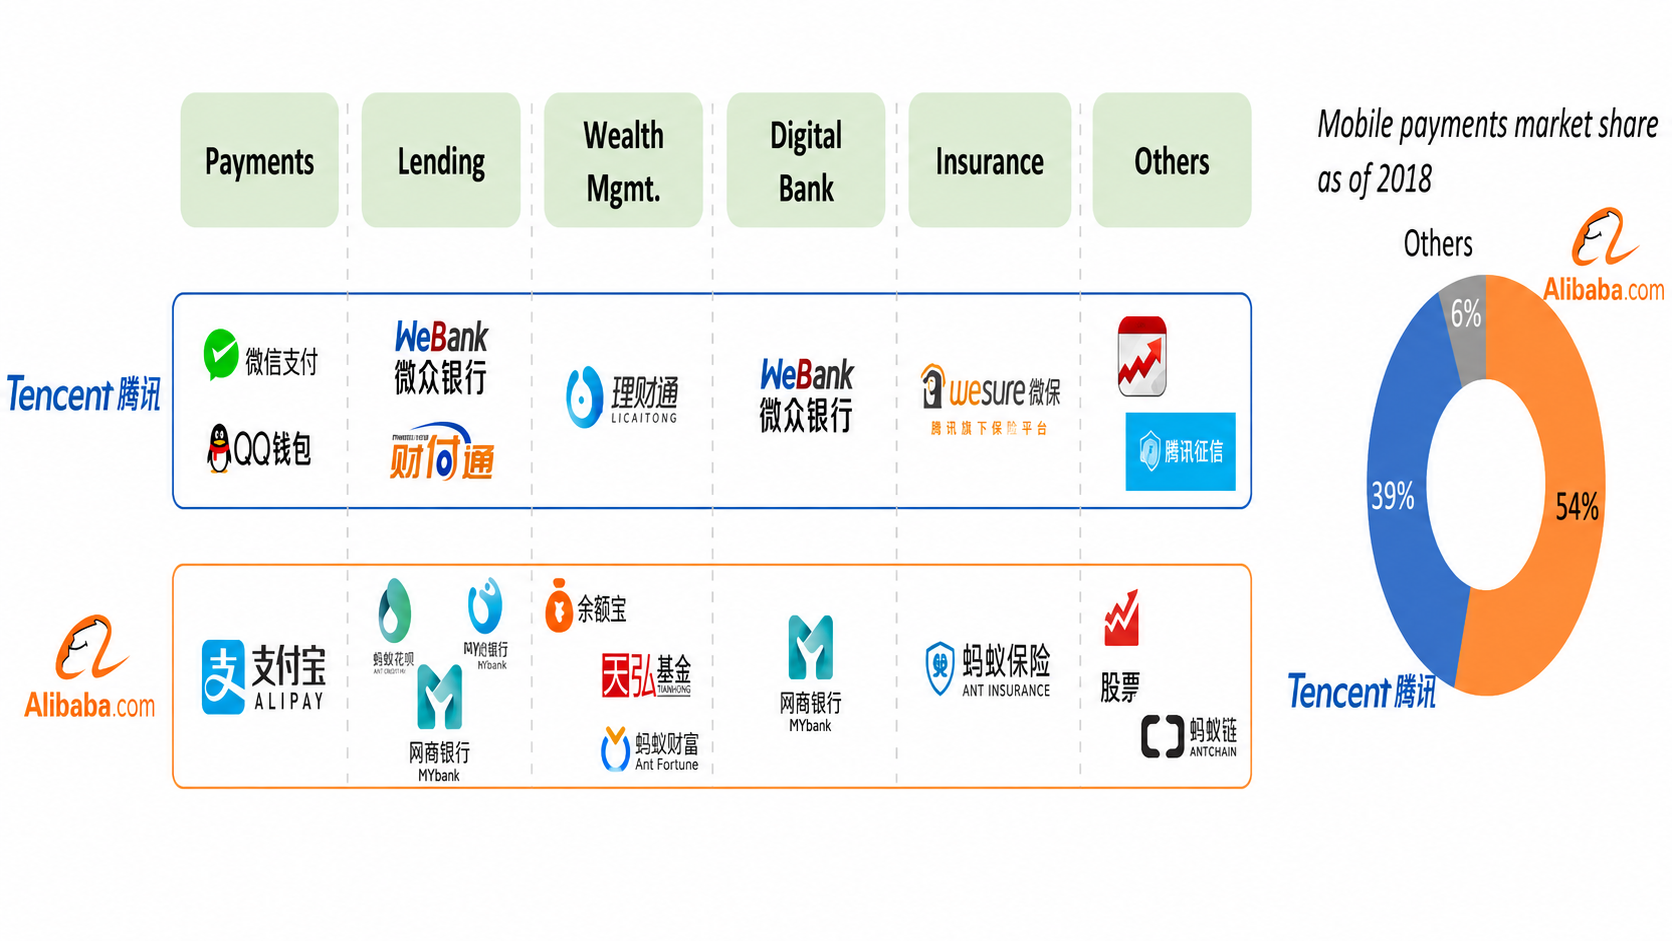 Payments
Lending
Wealth
Mgmt.
Digital
Bank
Insurance
Others
Mobile payments market share
as of 2018
Tencent 腾讯
微信支付
QQ钱包
WeBank
微众银行
财付通
理财通
LICAITONG
WeBank
微众银行
wesure 微保
腾讯旗下保险平台
腾讯征信
Alibaba.com
支
支付宝
ALIPAY
蚂蚁花呗
银行
MYbank
网商银行
MYbank
余额宝
天弘基金
TIANHONG
蚂蚁财富
Ant Fortune
网商银行
MYbank
蚂蚁保险
ANT INSURANCE
股票
蚂蚁链
ANTCHAIN
Others
Alibaba.com
6%
39%
54%
Tencent 腾讯